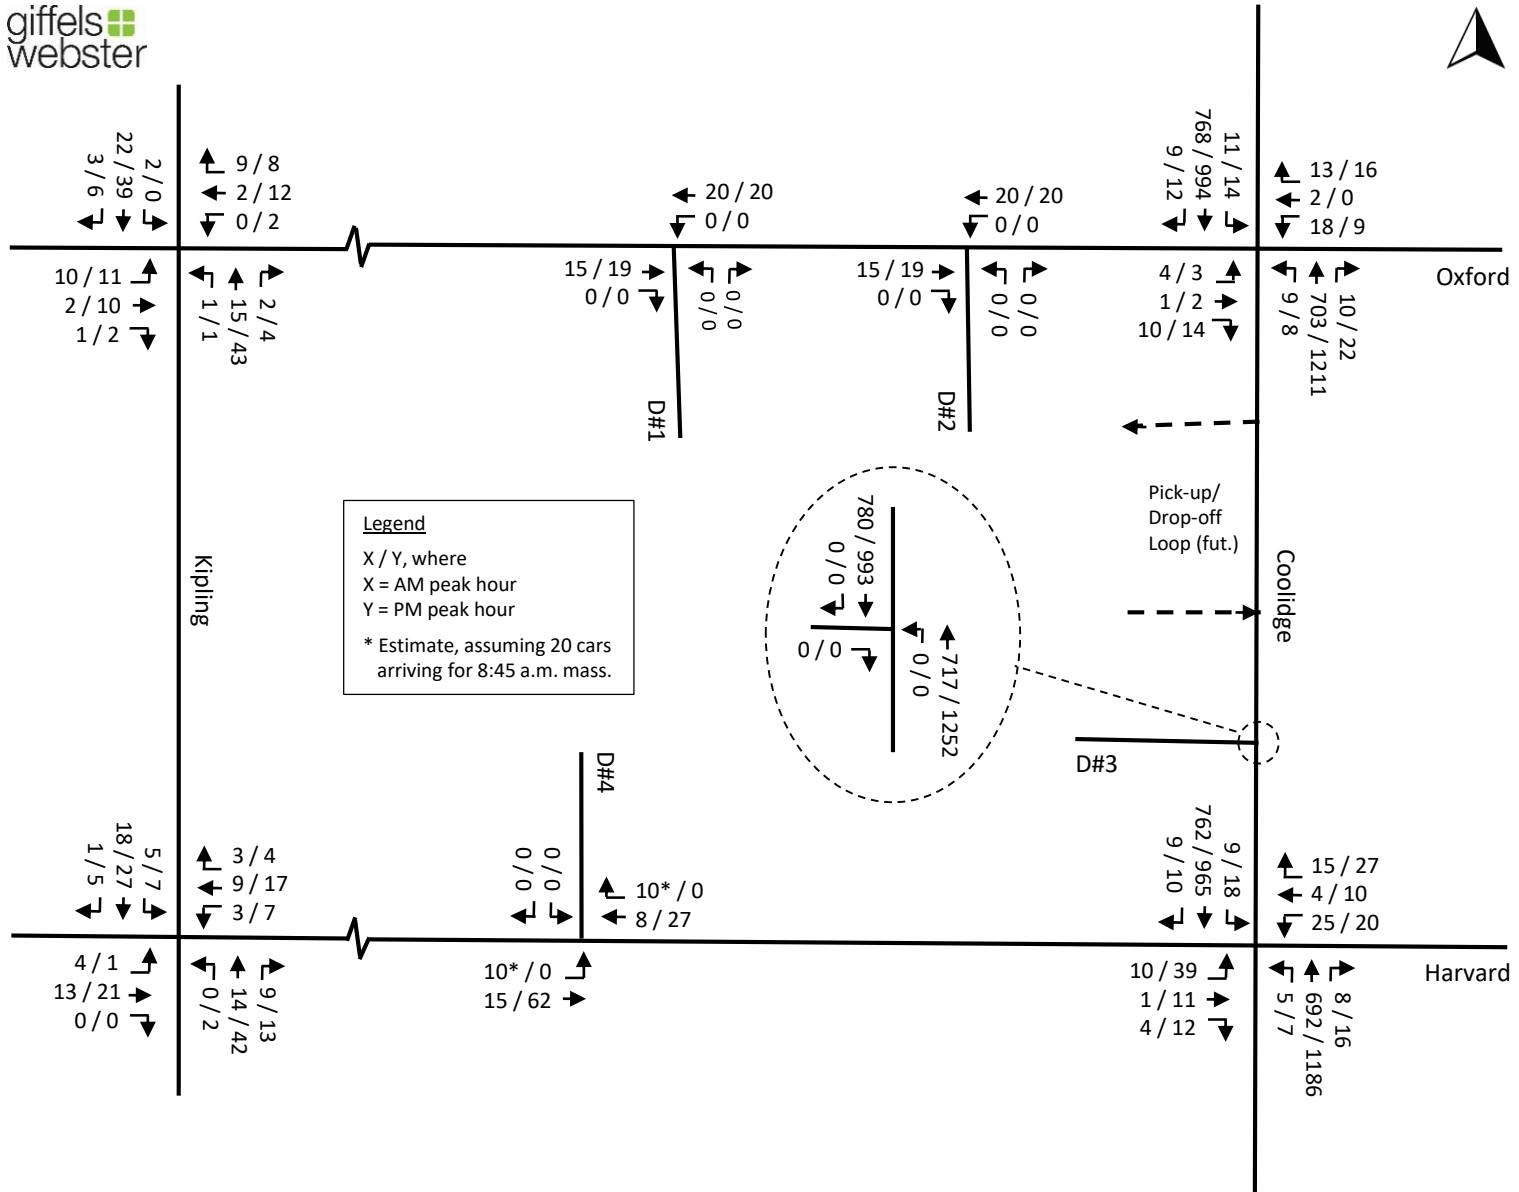 giffels
webster
3 / 6
22 / 39
2 / 0
9 / 8
2 / 12
0 / 2
10 / 11
2 / 10
1 / 2
1 / 1
15 / 43
2 / 4
20 / 20
0 / 0
15 / 19
0 / 0
0 / 0
0 / 0
D#1
20 / 20
0 / 0
15 / 19
0 / 0
0 / 0
0 / 0
D#2
9 / 12
768 / 994
11 / 14
13 / 16
2 / 0
18 / 9
4 / 3
1 / 2
10 / 14
9 / 8
703 / 1211
10 / 22
Oxford
Pick-up/
Drop-off
Loop (fut.)
Coolidge
Kipling
Legend
X / Y, where
X = AM peak hour
Y = PM peak hour
* Estimate, assuming 20 cars
arriving for 8:45 a.m. mass.
0 / 0
780 / 993
0 / 0
0 / 0
717 / 1252
D#3
D#4
1 / 5
18 / 27
5 / 7
3 / 4
9 / 17
3 / 7
4 / 1
13 / 21
0 / 0
0 / 2
14 / 42
9 / 13
0 / 0
0 / 0
10* / 0
8 / 27
10* / 0
15 / 62
9 / 10
762 / 965
9 / 18
15 / 27
4 / 10
25 / 20
10 / 39
1 / 11
4 / 12
5 / 7
692 / 1186
8 / 16
Harvard